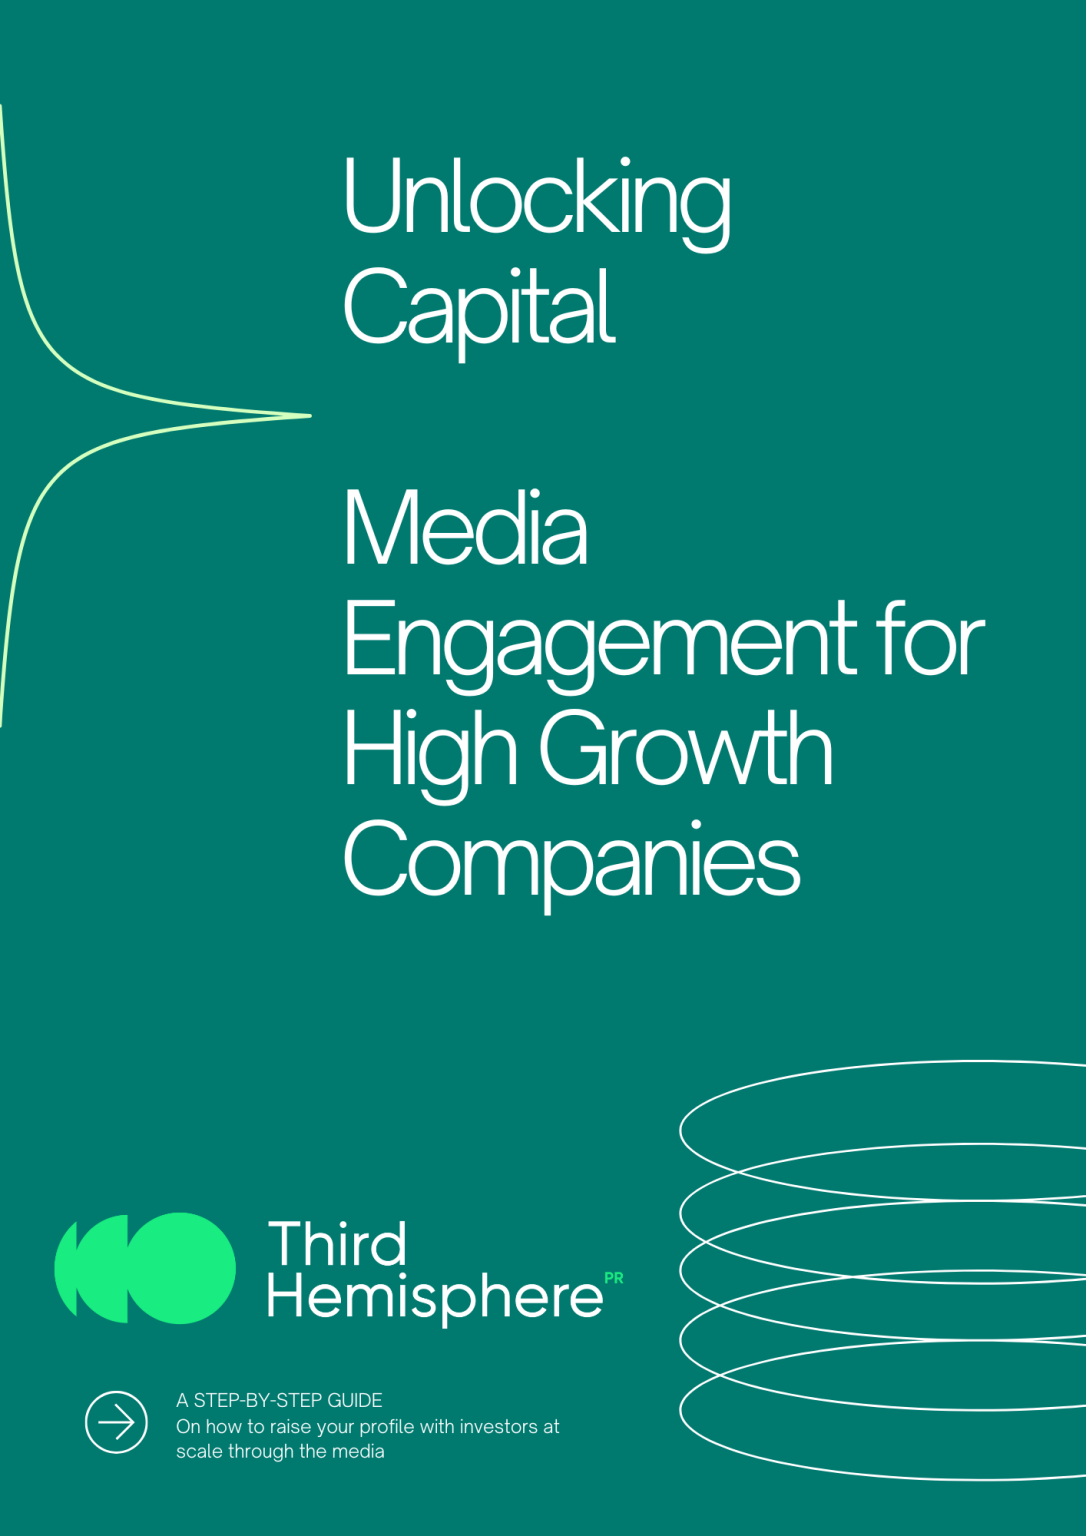 Unlocking
Capital
Media
Engagement for
High Growth
Companies
Third
Hemisphere PR
A STEP-BY-STEP GUIDE
On how to raise your profile with investors at
scale through the media